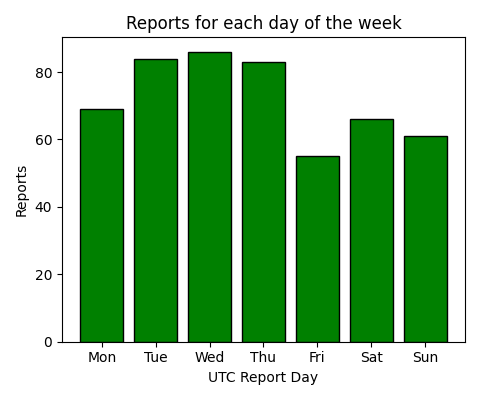 Reports for each day of the week
Reports
80
60
40
20
0
Mon Tue Wed Thu Fri Sat Sun
UTC Report Day